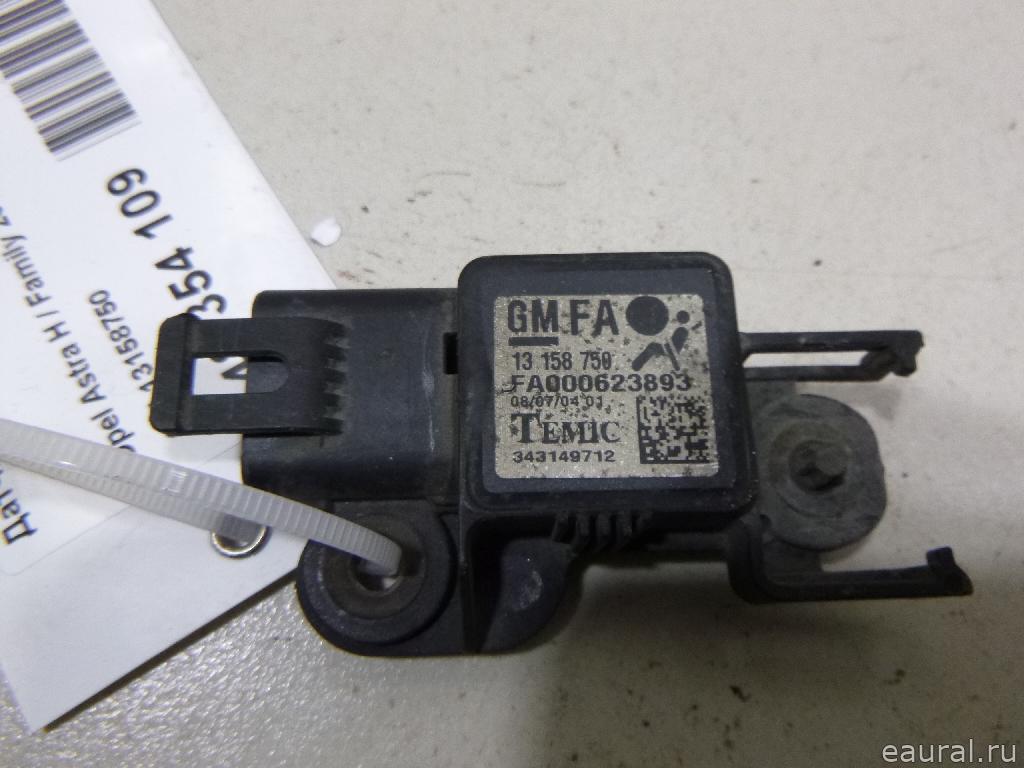 GM FA
13 158 750
FA000623893
08/07/04 01
TEMIC
343149712
354 109
13158750
Opel Astra H / Family
eaural.ru